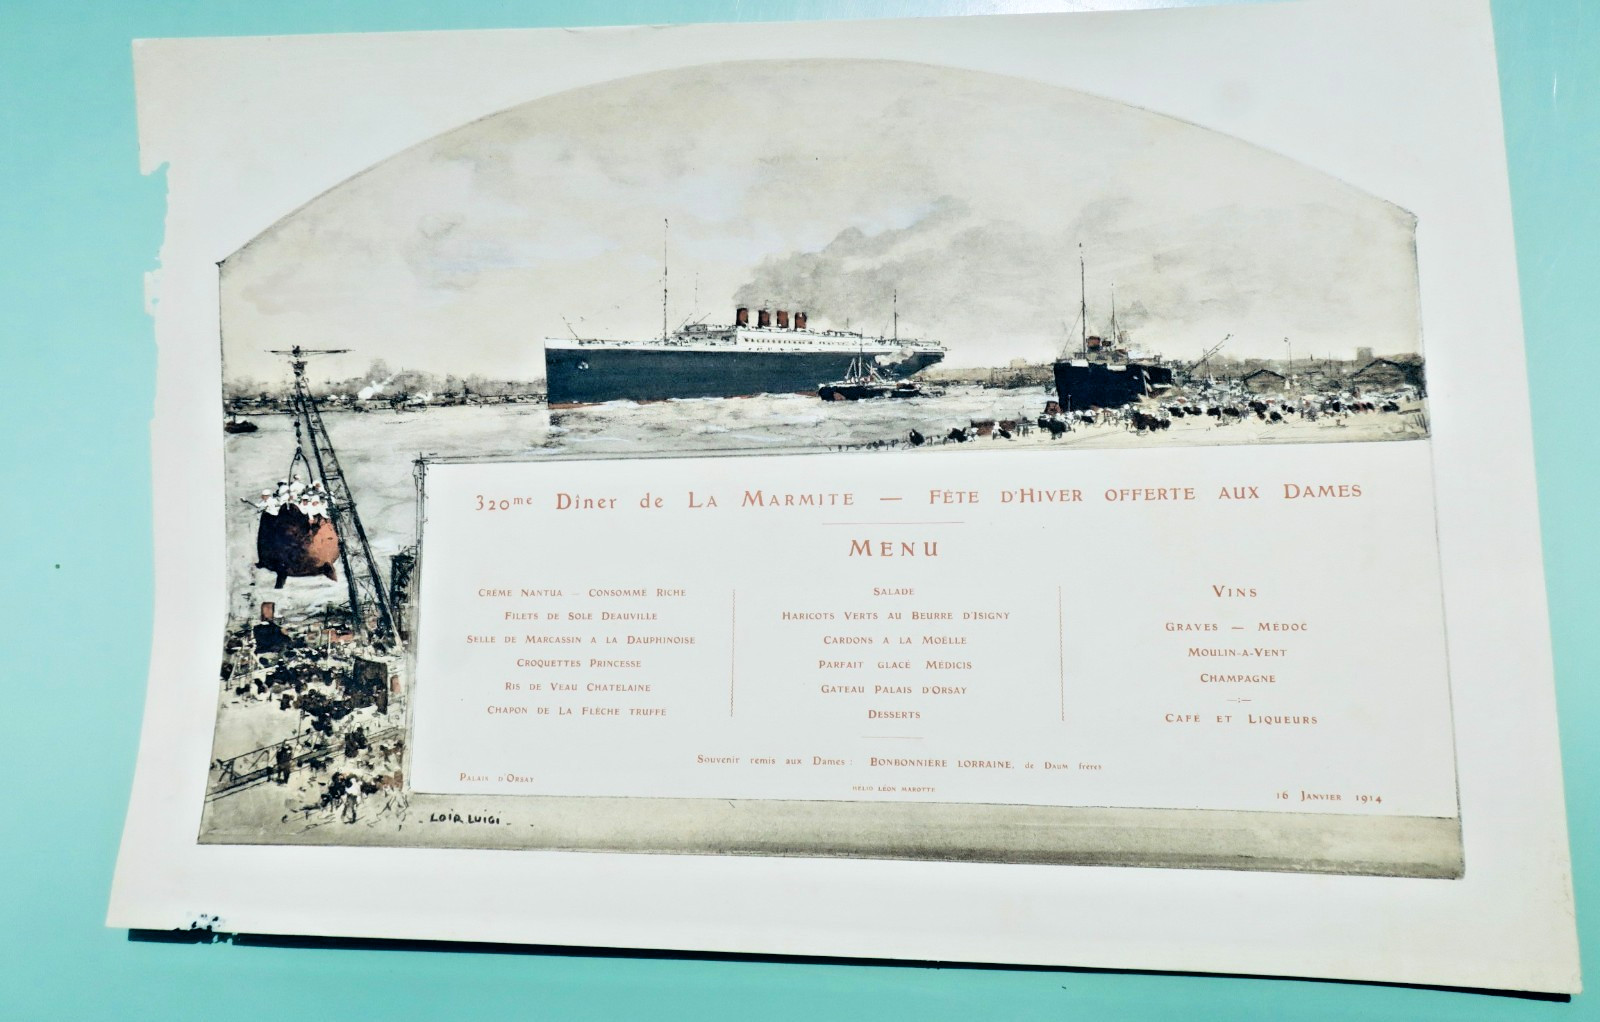 320me Dîner de La Marmite — Fête d'Hiver offerte aux Dames
Menu
Crème Nantua — Consommé Riche
Filets de Sole Deauville
Selle de Marcassin a la Dauphinoise
Croquettes Princesse
Ris de Veau Chatelaine
Chapon de La Flèche truffé
Salade
Haricots Verts au Beurre d'Isigny
Cardons a la Moëlle
Parfait glacé Médicis
Gateau Palais d'Orsay
Desserts
Vins
Graves — Médoc
Moulin-a-Vent
Champagne
Café et Liqueurs
Souvenir remis aux Dames : Bonbonnière lorraine, de Daum frères
Palais d'Orsay
Hélio Léon Marotte
16 Janvier 1914
LOIR LUIGI